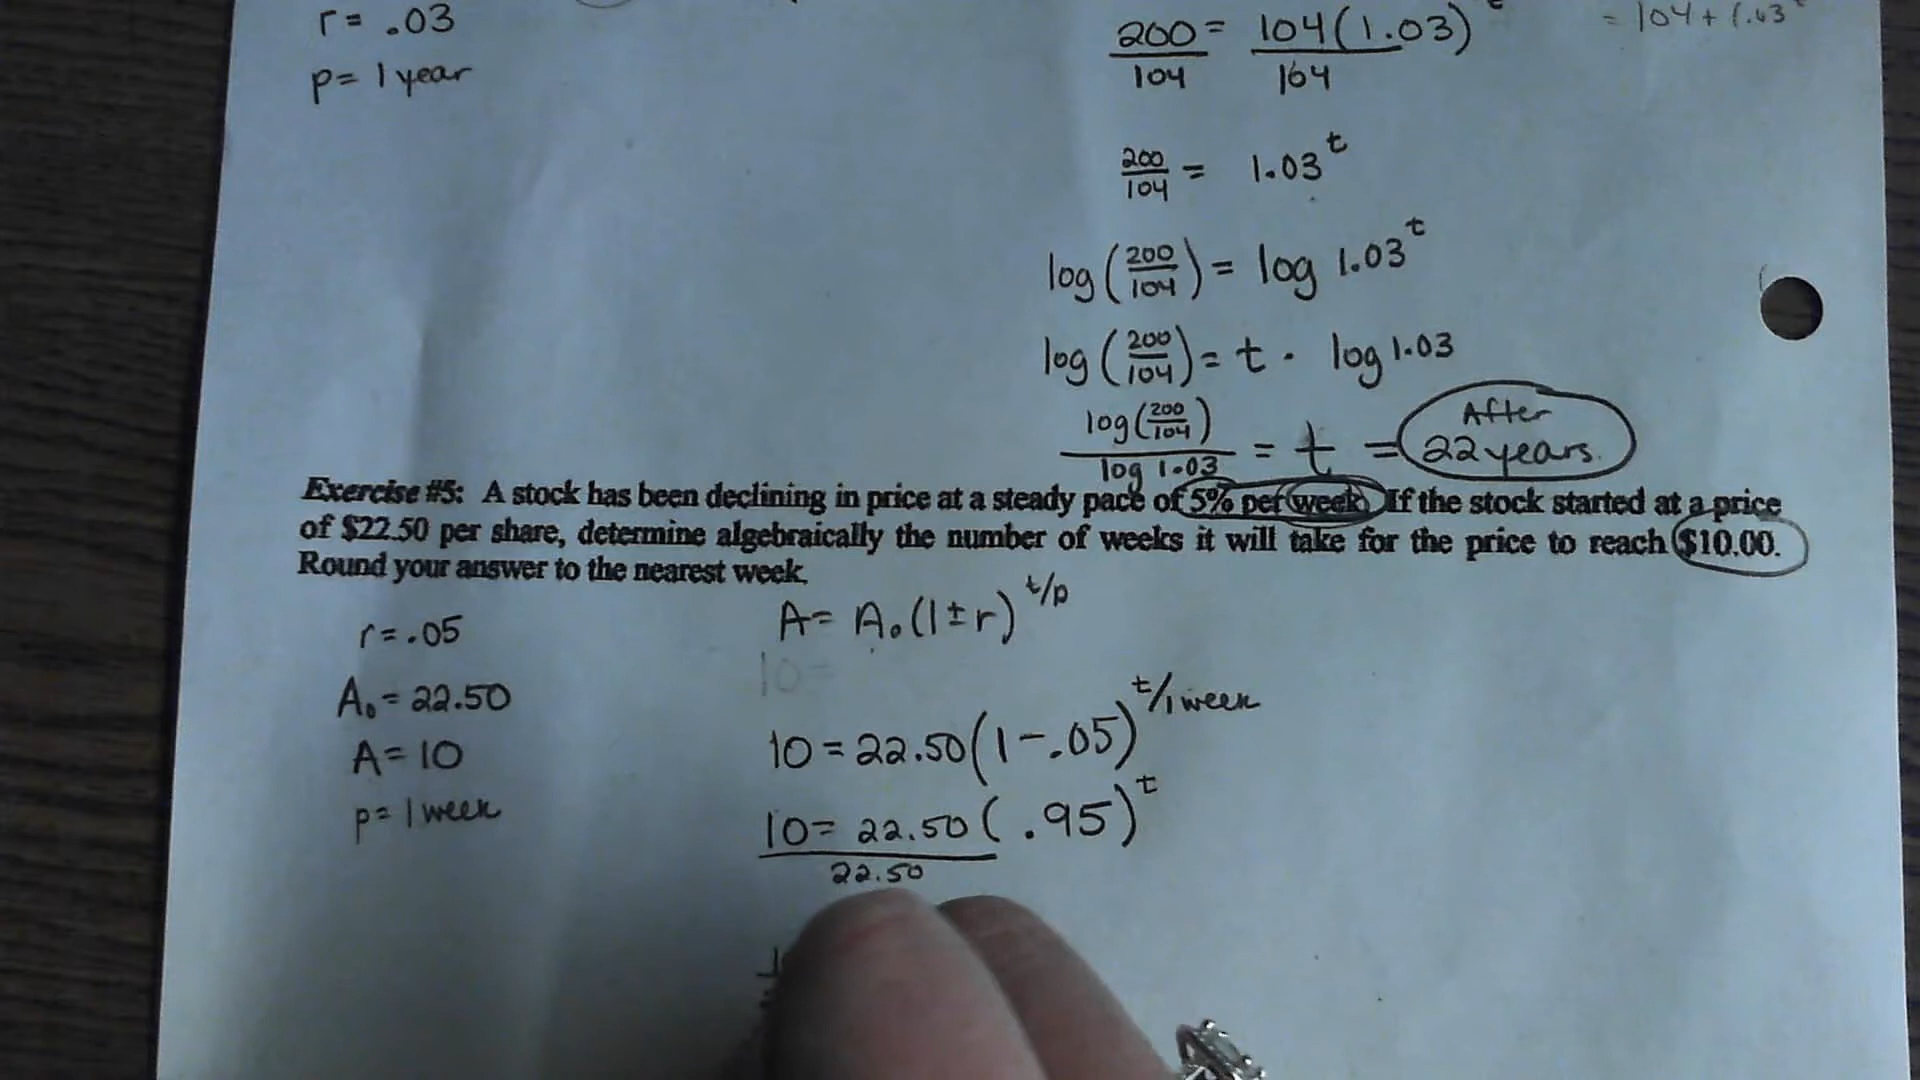 r = .03
p = 1 year
200 = 104(1.03)^t
104 104
= 104 + (.03^t
200/104 = 1.03^t
log(200/104) = log 1.03^t
log(200/104) = t · log 1.03
log(200/104) / log 1.03 = t = After 22 years.
Exercise #5: A stock has been declining in price at a steady pace of 5% per week. If the stock started at a price
of $22.50 per share, determine algebraically the number of weeks it will take for the price to reach $10.00.
Round your answer to the nearest week.
r = .05
A₀ = 22.50
A = 10
p = 1 week
A = A₀(1 ± r)^t/p
10 =
10 = 22.50(1 - .05)^t/1 week
10 = 22.50(.95)^t
22.50